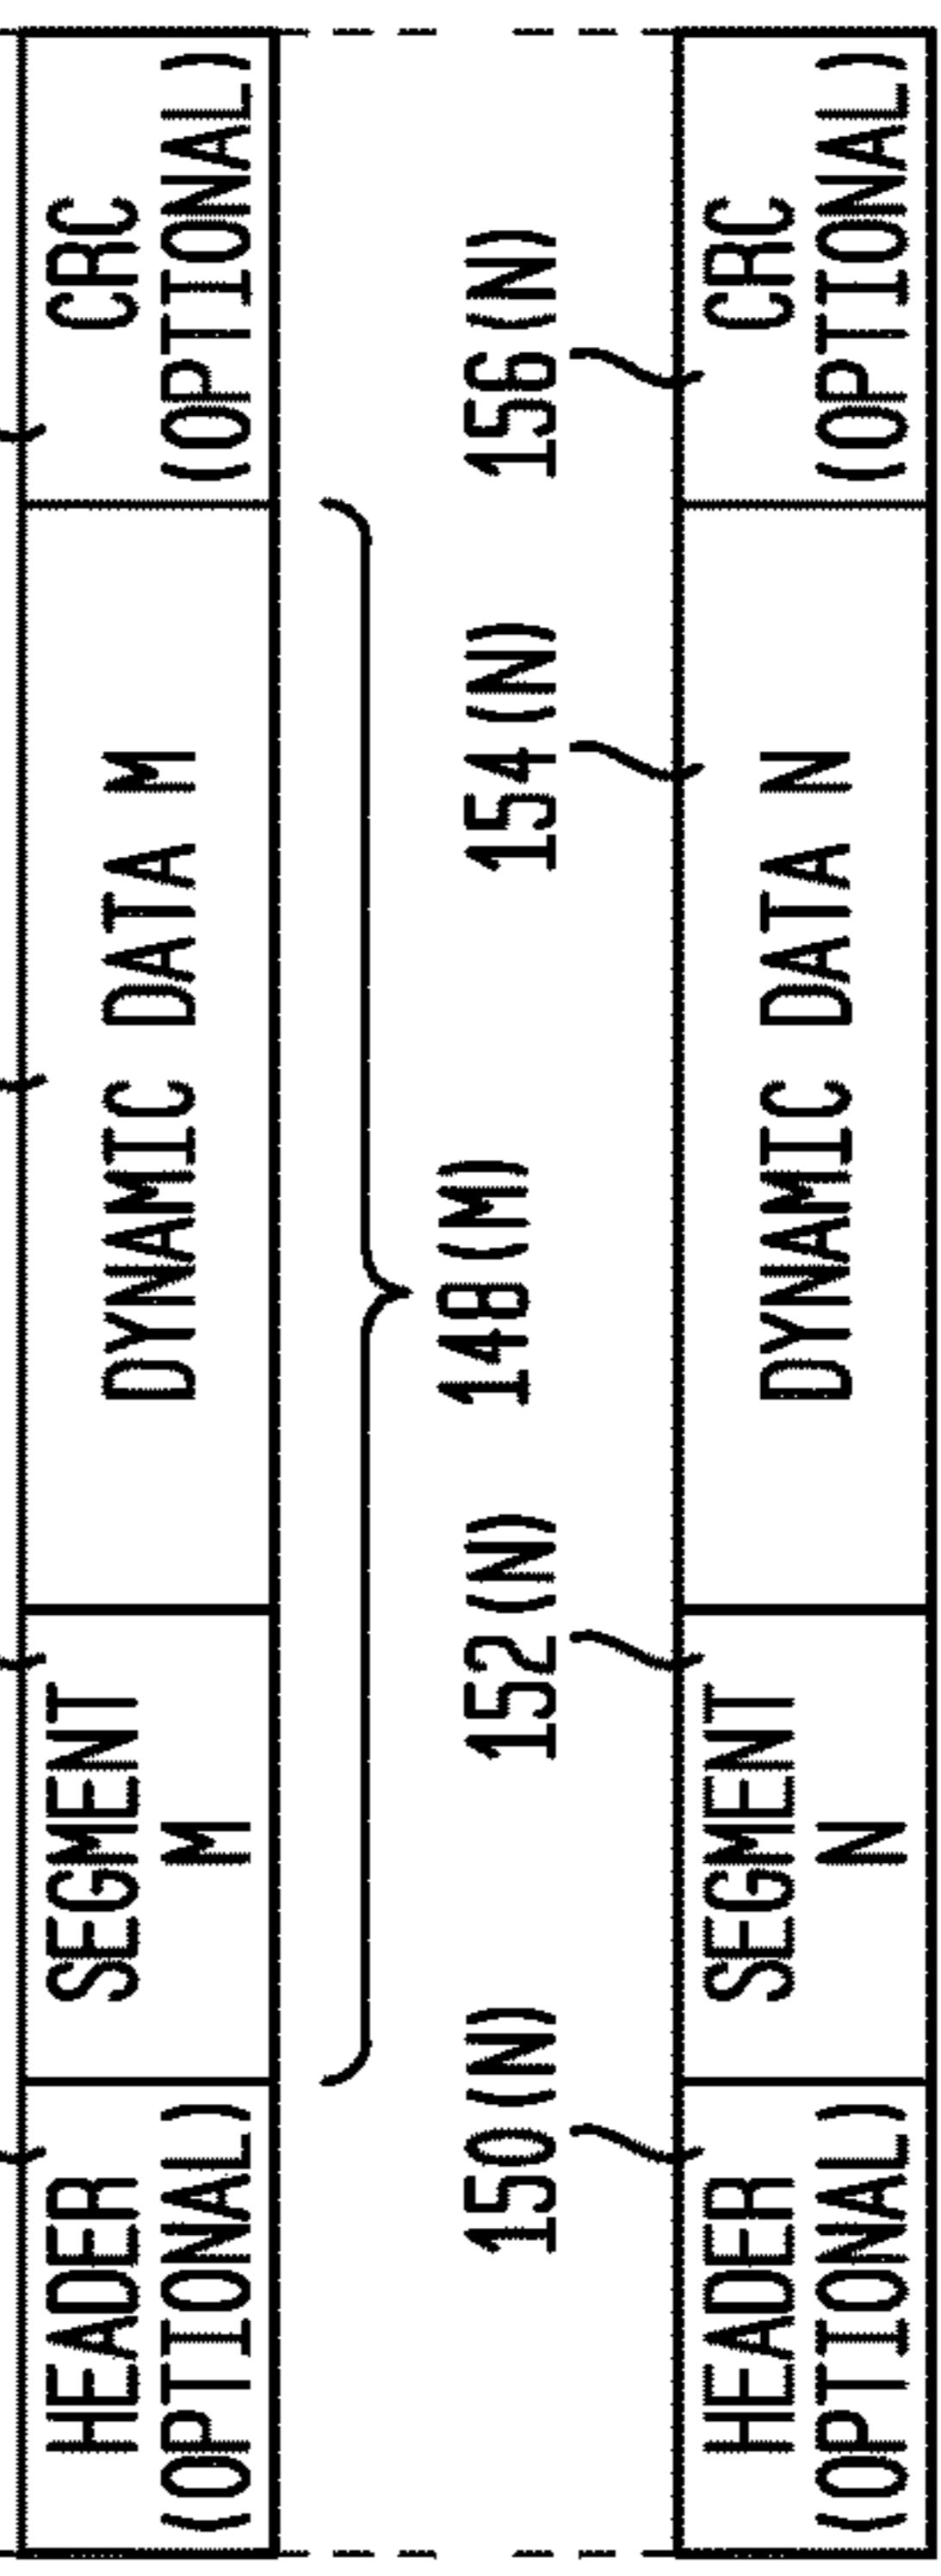 HEADER
(OPTIONAL)
SEGMENT
M
DYNAMIC DATA M
CRC
(OPTIONAL)
148(M)
150(N)
152(N)
154(N)
156(N)
HEADER
(OPTIONAL)
SEGMENT
N
DYNAMIC DATA N
CRC
(OPTIONAL)